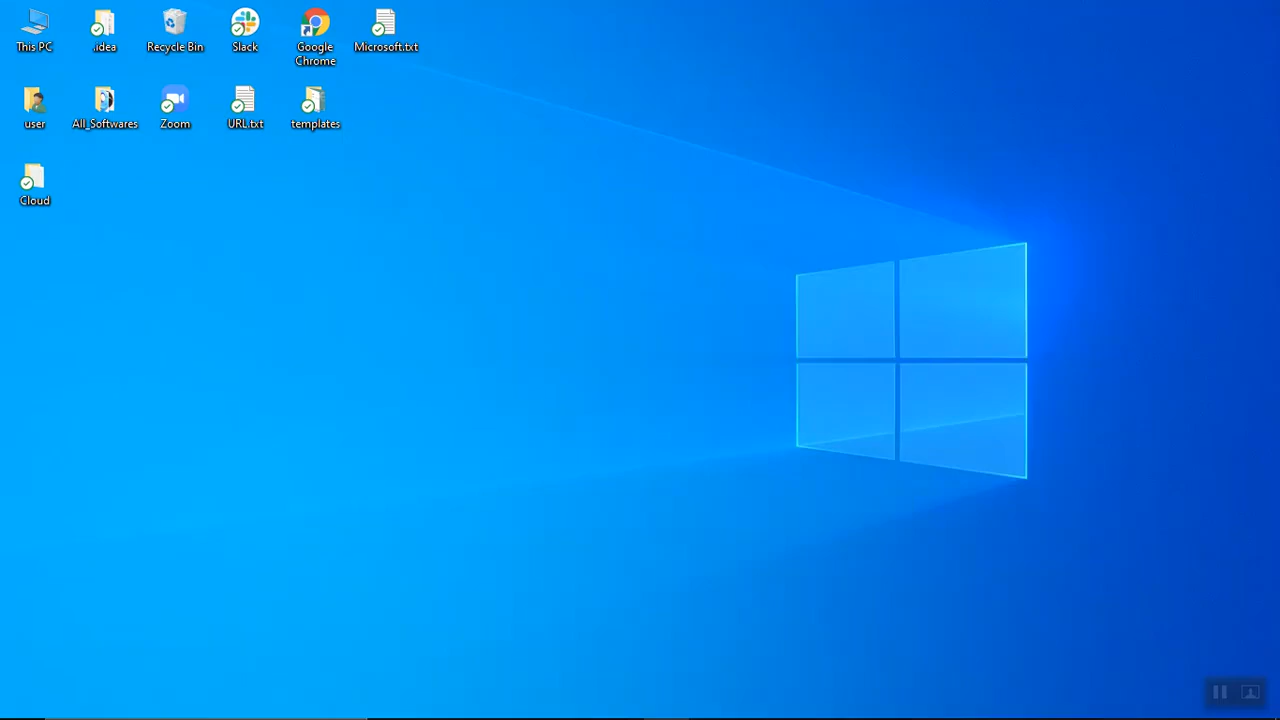 This PC
.idea
Recycle Bin
Slack
Google
Chrome
Microsoft.txt
user
All_Softwares
Zoom
URL.txt
templates
Cloud